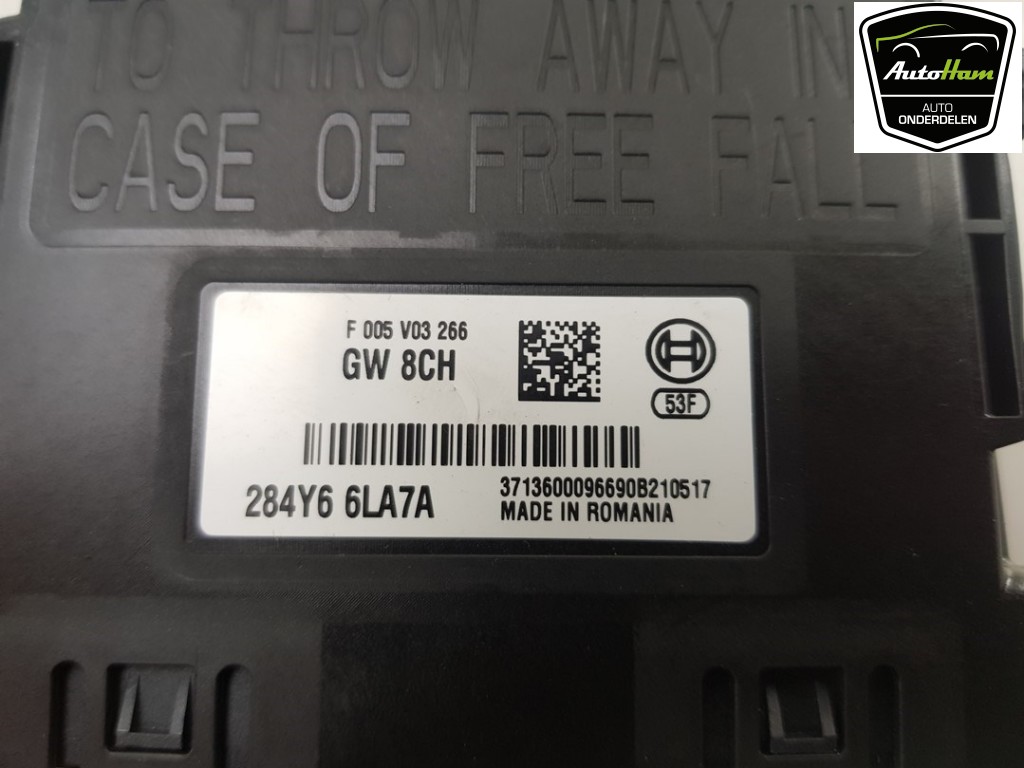 TO THROW AWAY IN
CASE OF FREE FALL
AutoHam
AUTO
ONDERDELEN
F 005 V03 266
GW 8CH
53F
284Y6 6LA7A
3713600096690B210517
MADE IN ROMANIA